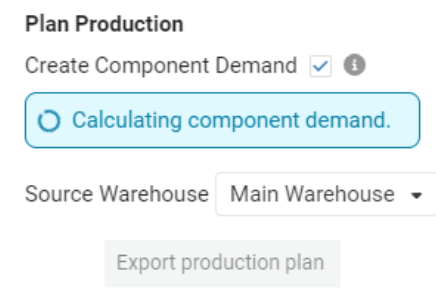 Plan Production
Create Component Demand
Calculating component demand.
Source Warehouse Main Warehouse
Export production plan